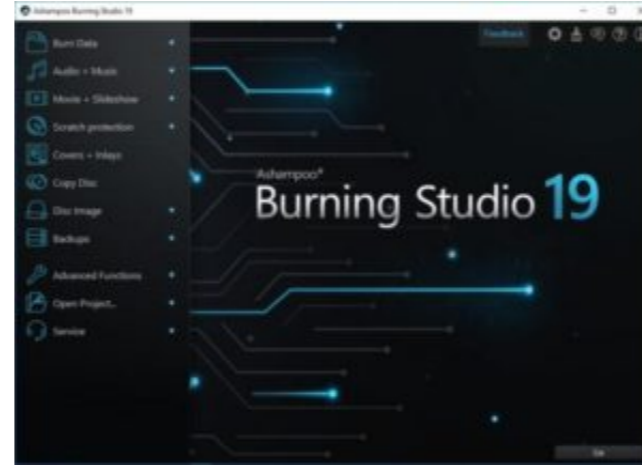 Ashampoo Burning Studio 19
Feedback
Burn Data
Audio + Music
Movie + Slideshow
Scratch protection
Covers + Inlays
Copy Disc
Disc Image
Backups
Advanced Functions
Open Project...
Service
Ashampoo®
Burning Studio 19